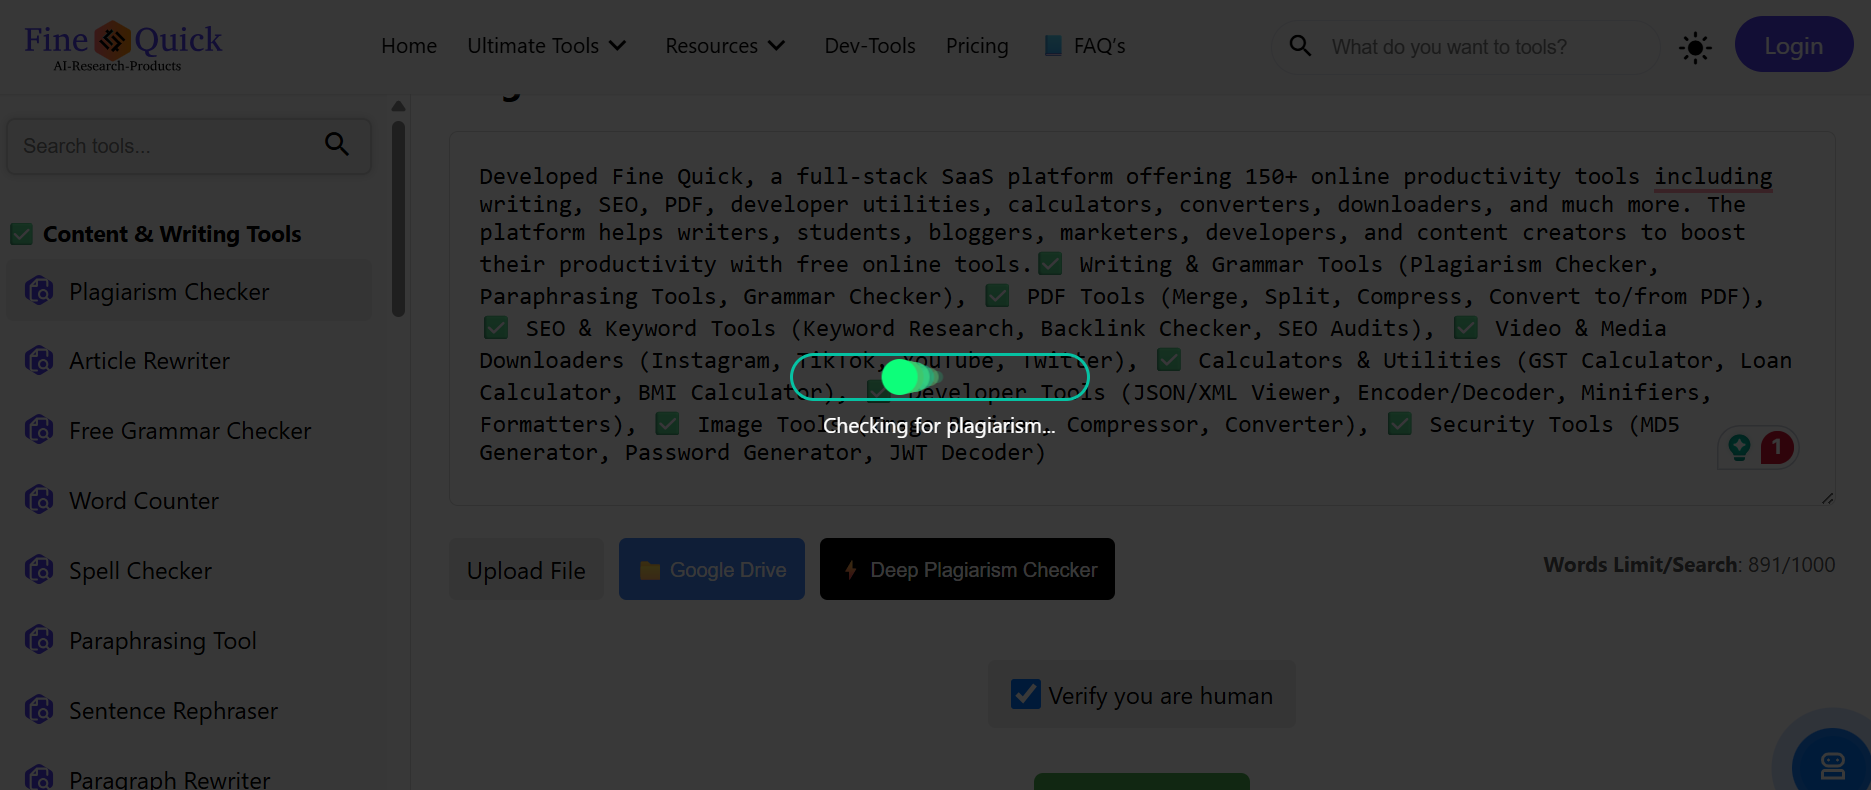 Fine Quick
AI-Research-Products
Home
Ultimate Tools
Resources
Dev-Tools
Pricing
FAQ's
What do you want to tools?
Login
Search tools...
Content & Writing Tools
Plagiarism Checker
Article Rewriter
Free Grammar Checker
Word Counter
Spell Checker
Paraphrasing Tool
Sentence Rephraser
Paragraph Rewriter
Developed Fine Quick, a full-stack SaaS platform offering 150+ online productivity tools including
writing, SEO, PDF, developer utilities, calculators, converters, downloaders, and much more. The
platform helps writers, students, bloggers, marketers, developers, and content creators to boost
their productivity with free online tools.✅ Writing & Grammar Tools (Plagiarism Checker,
Paraphrasing Tools, Grammar Checker), ✅ PDF Tools (Merge, Split, Compress, Convert to/from PDF),
✅ SEO & Keyword Tools (Keyword Research, Backlink Checker, SEO Audits), ✅ Video & Media
Downloaders (Instagram, TikTok, YouTube, Twitter), ✅ Calculators & Utilities (GST Calculator, Loan
Calculator, BMI Calculator), ✅ Developer Tools (JSON/XML Viewer, Encoder/Decoder, Minifiers,
Formatters), ✅ Image Tools Compressor, Converter), ✅ Security Tools (MD5
Generator, Password Generator, JWT Decoder)
Checking for plagiarism...
1
Upload File
Google Drive
Deep Plagiarism Checker
Words Limit/Search: 891/1000
Verify you are human